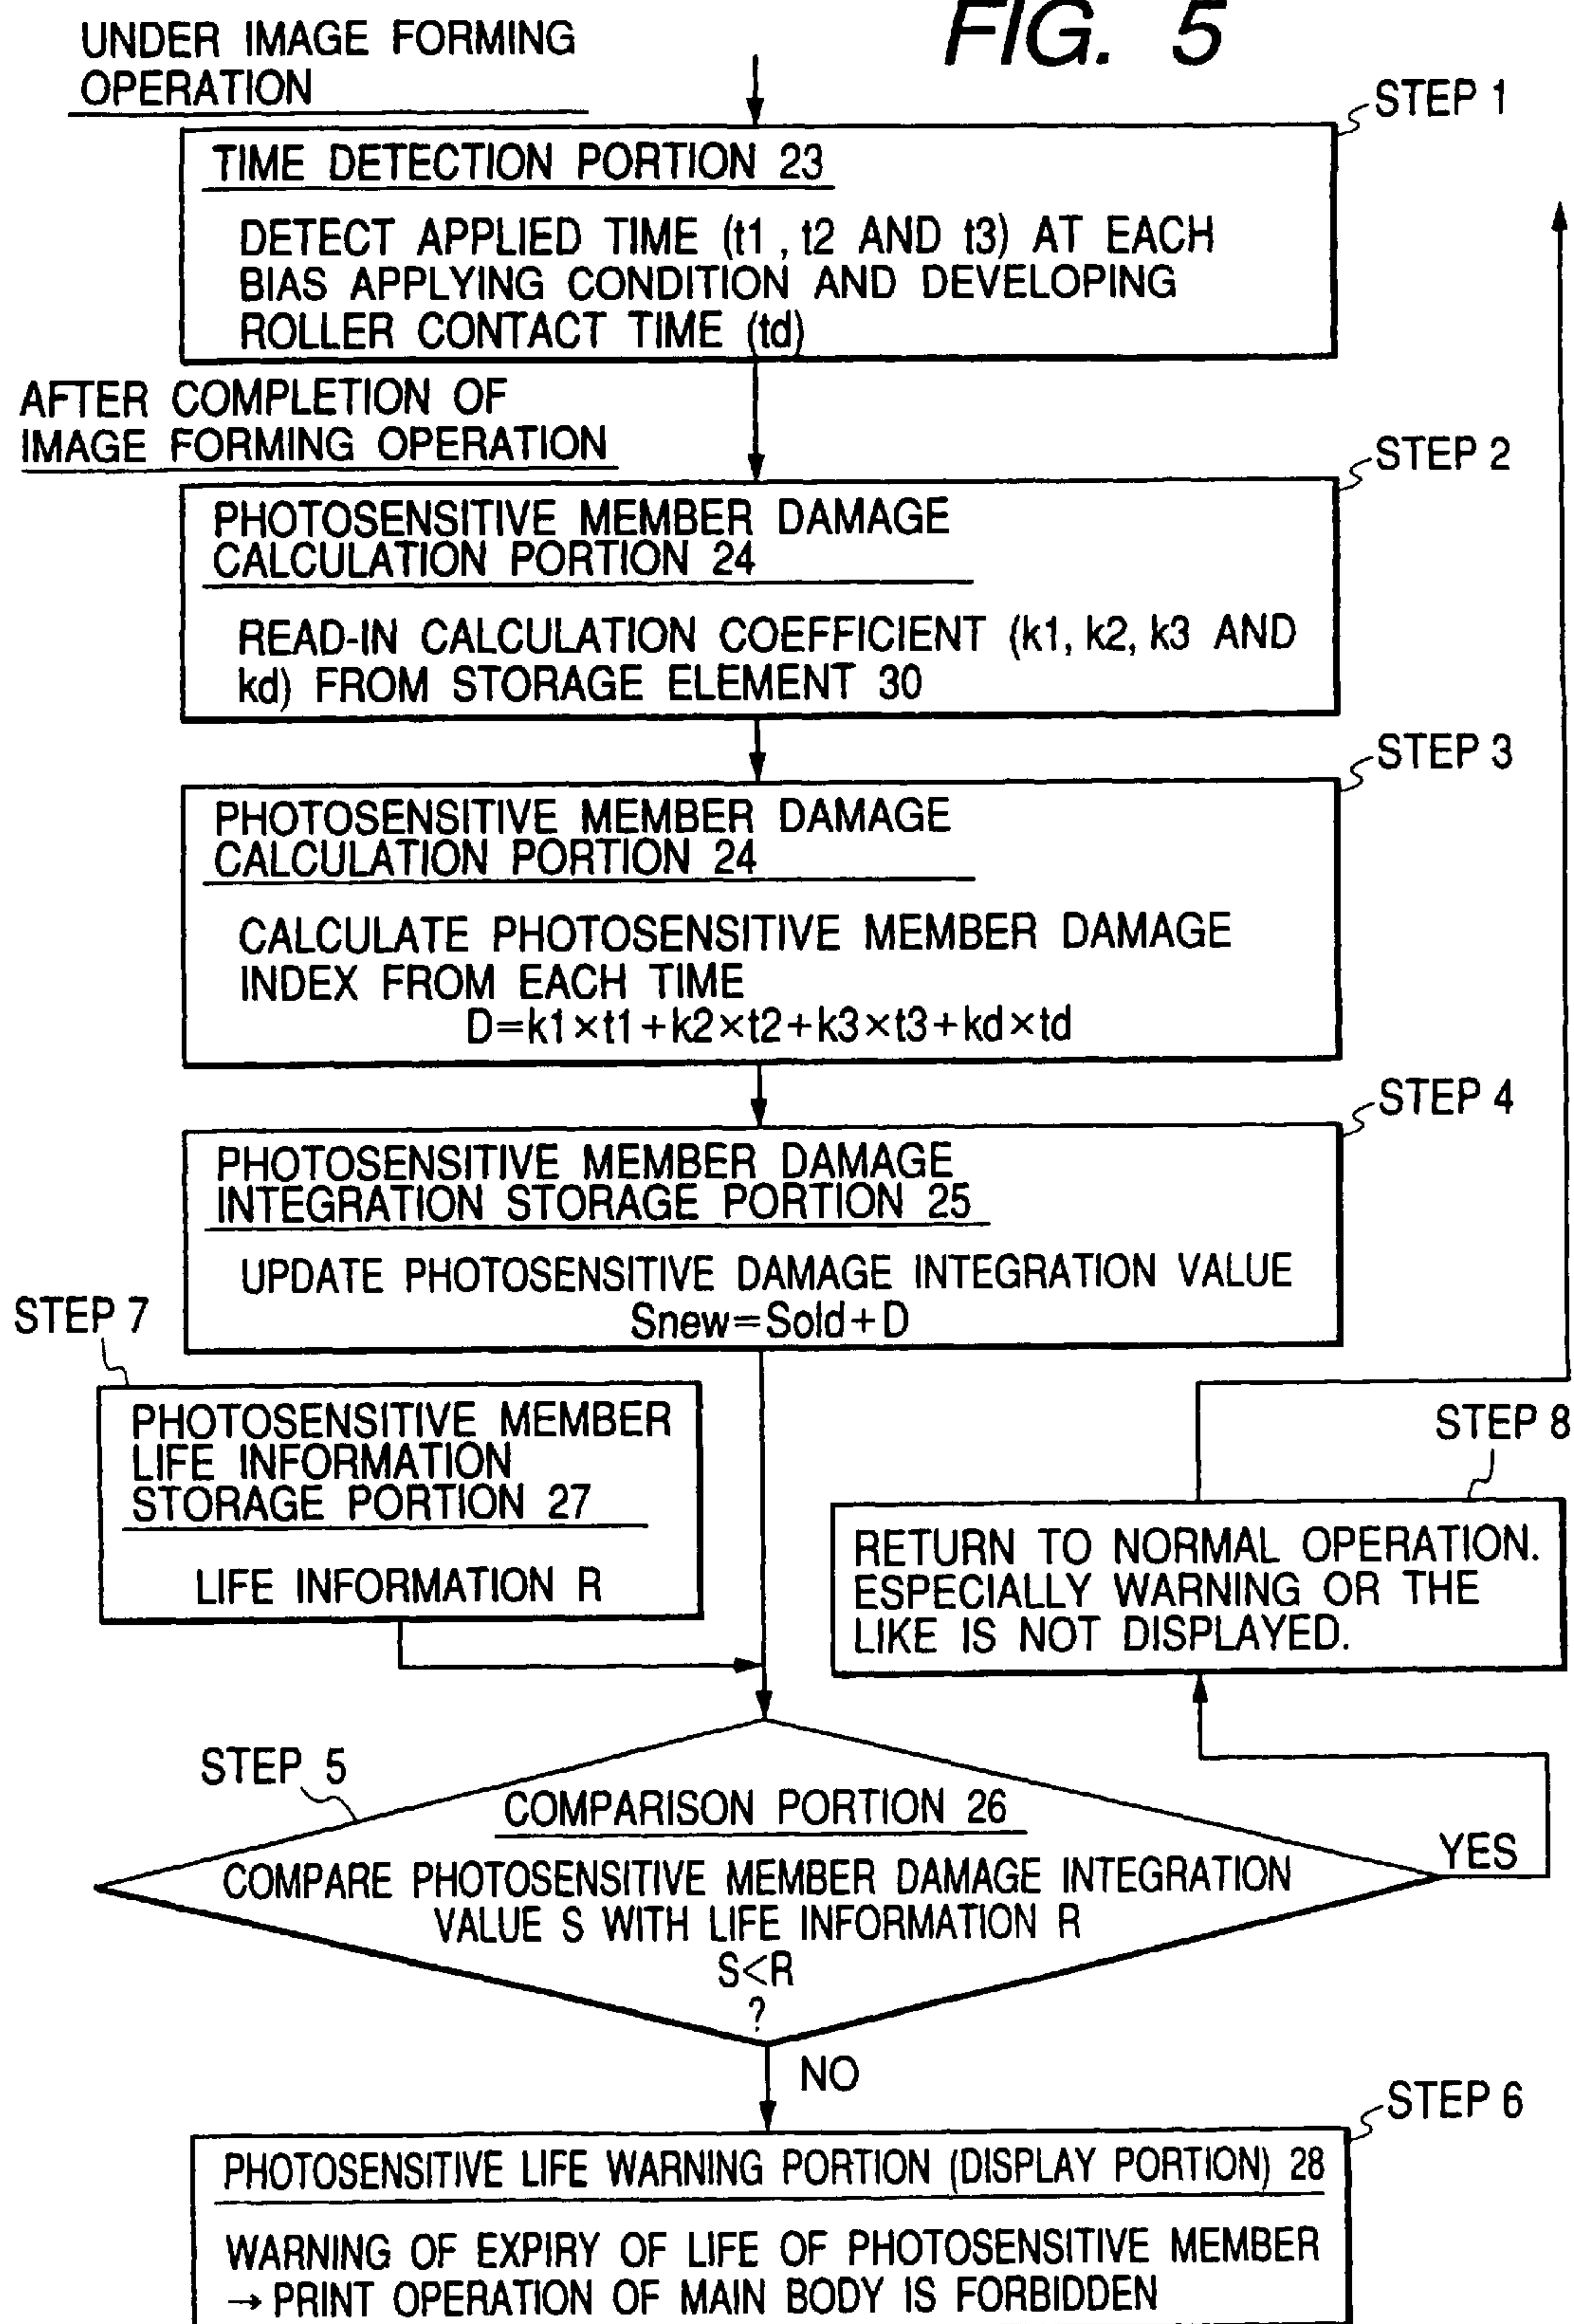 FIG. 5
UNDER IMAGE FORMING
OPERATION
STEP 1
TIME DETECTION PORTION 23
DETECT APPLIED TIME (t1, t2 AND t3) AT EACH
BIAS APPLYING CONDITION AND DEVELOPING
ROLLER CONTACT TIME (td)
AFTER COMPLETION OF
IMAGE FORMING OPERATION
STEP 2
PHOTOSENSITIVE MEMBER DAMAGE
CALCULATION PORTION 24
READ-IN CALCULATION COEFFICIENT (k1, k2, k3 AND
kd) FROM STORAGE ELEMENT 30
STEP 3
PHOTOSENSITIVE MEMBER DAMAGE
CALCULATION PORTION 24
CALCULATE PHOTOSENSITIVE MEMBER DAMAGE
INDEX FROM EACH TIME
D=k1×t1+k2×t2+k3×t3+kd×td
STEP 4
PHOTOSENSITIVE MEMBER DAMAGE
INTEGRATION STORAGE PORTION 25
UPDATE PHOTOSENSITIVE DAMAGE INTEGRATION VALUE
Snew=Sold+D
STEP 7
PHOTOSENSITIVE MEMBER
LIFE INFORMATION
STORAGE PORTION 27
LIFE INFORMATION R
STEP 8
RETURN TO NORMAL OPERATION.
ESPECIALLY WARNING OR THE
LIKE IS NOT DISPLAYED.
STEP 5
COMPARISON PORTION 26
COMPARE PHOTOSENSITIVE MEMBER DAMAGE INTEGRATION
VALUE S WITH LIFE INFORMATION R
S<R
?
YES
NO
STEP 6
PHOTOSENSITIVE LIFE WARNING PORTION (DISPLAY PORTION) 28
WARNING OF EXPIRY OF LIFE OF PHOTOSENSITIVE MEMBER
→ PRINT OPERATION OF MAIN BODY IS FORBIDDEN